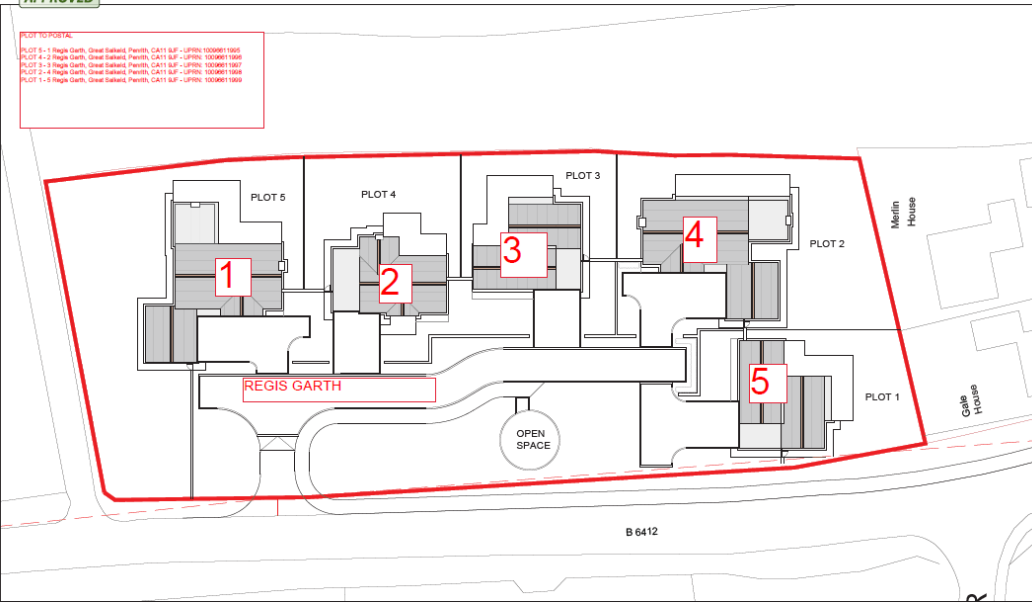 APPROVED
PLOT TO POSTAL
PLOT 5 - 1 Regis Garth, Great Salkeld, Penrith, CA11 9JF - UPRN: 10096611995
PLOT 4 - 2 Regis Garth, Great Salkeld, Penrith, CA11 9JF - UPRN: 10096611996
PLOT 3 - 3 Regis Garth, Great Salkeld, Penrith, CA11 9JF - UPRN: 10096611997
PLOT 2 - 4 Regis Garth, Great Salkeld, Penrith, CA11 9JF - UPRN: 10096611998
PLOT 1 - 5 Regis Garth, Great Salkeld, Penrith, CA11 9JF - UPRN: 10096611999
PLOT 5
PLOT 4
PLOT 3
PLOT 2
Merlin
House
1
2
3
4
5
REGIS GARTH
PLOT 1
Gale
House
OPEN
SPACE
B 6412
R